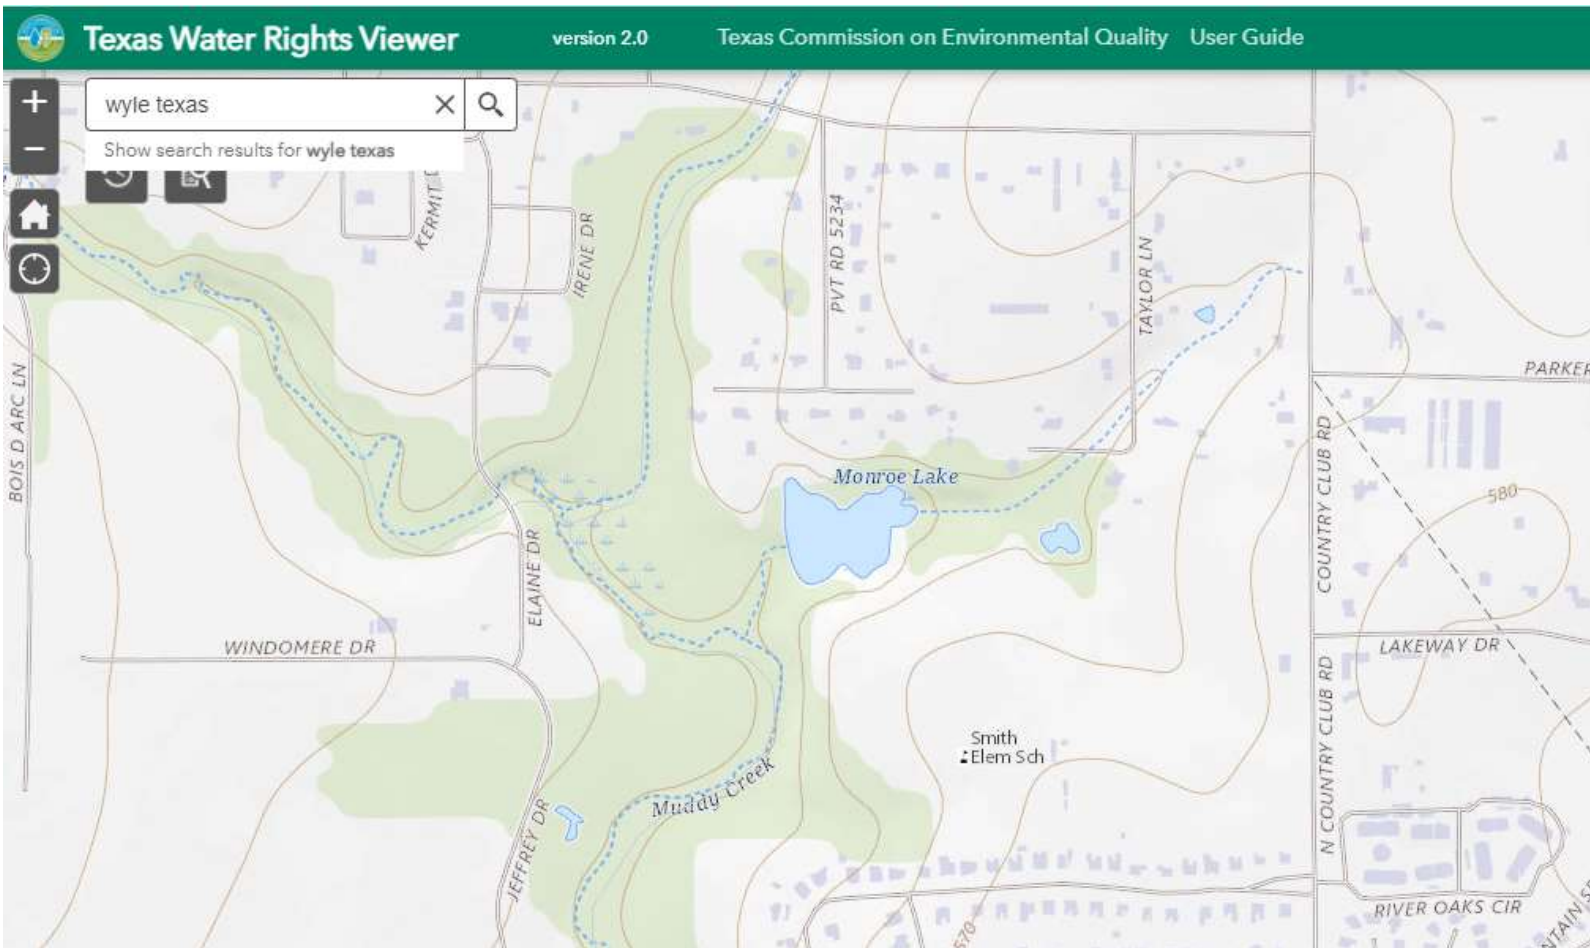 Texas Water Rights Viewer version 2.0 Texas Commission on Environmental Quality User Guide
+
wyle texas
−
Show search results for wyle texas
IRENE DR
PVT RD 5234
TAYLOR LN
PARKER
BOIS D ARC LN
Monroe Lake
COUNTRY CLUB RD
580
ELAINE DR
WINDOMERE DR
LAKEWAY DR
N COUNTRY CLUB RD
Smith
Elem Sch
Muddy Creek
JEFFREY DR
RIVER OAKS CIR
570